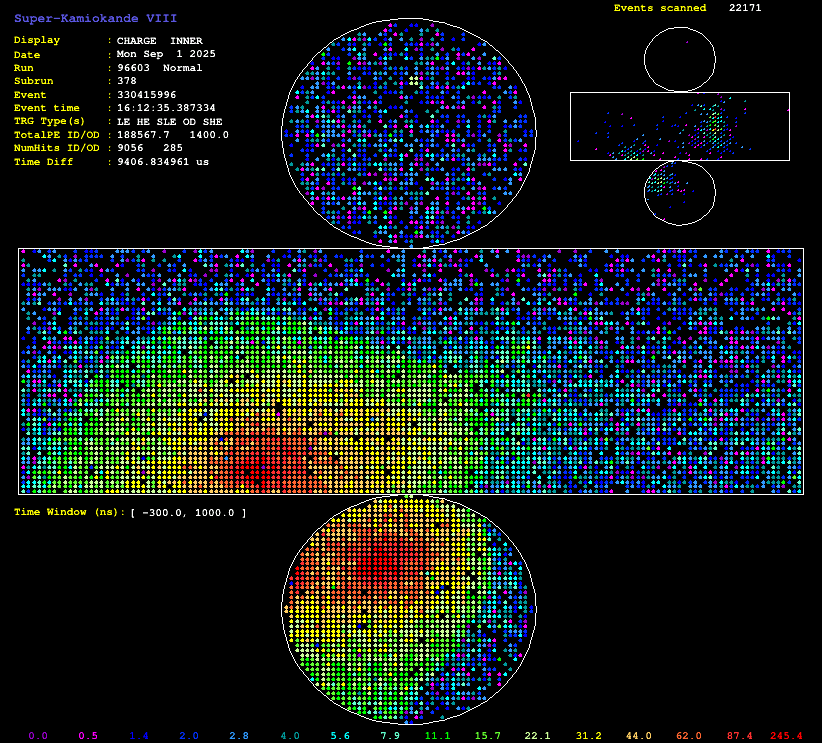 Super-Kamiokande VIII
Events scanned 22171
Display : CHARGE INNER
Date : Mon Sep 1 2025
Run : 96603 Normal
Subrun : 378
Event : 330415996
Event time : 16:12:35.387334
TRG Type(s) : LE HE SLE OD SHE
TotalPE ID/OD : 188567.7 1400.0
NumHits ID/OD : 9056 285
Time Diff : 9406.834961 us
Time Window (ns): [ -300.0, 1000.0 ]
0.0 0.5 1.4 2.0 2.8 4.0 5.6 7.9 11.1 15.7 22.1 31.2 44.0 62.0 87.4 245.4